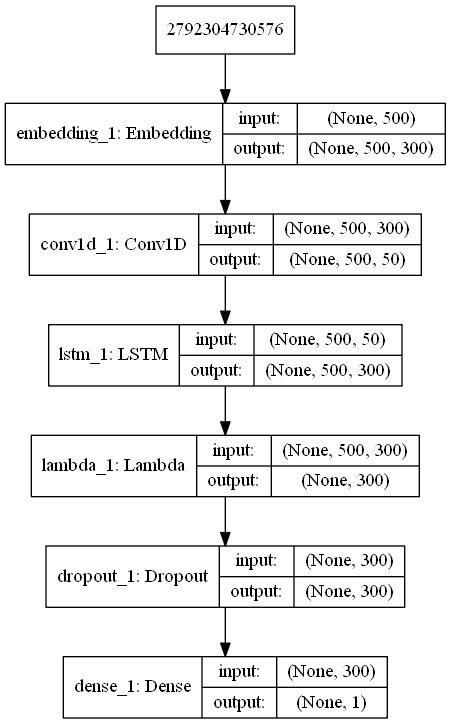 2792304730576
embedding_1: Embedding
input: (None, 500)
output: (None, 500, 300)
conv1d_1: Conv1D
input: (None, 500, 300)
output: (None, 500, 50)
lstm_1: LSTM
input: (None, 500, 50)
output: (None, 500, 300)
lambda_1: Lambda
input: (None, 500, 300)
output: (None, 300)
dropout_1: Dropout
input: (None, 300)
output: (None, 300)
dense_1: Dense
input: (None, 300)
output: (None, 1)